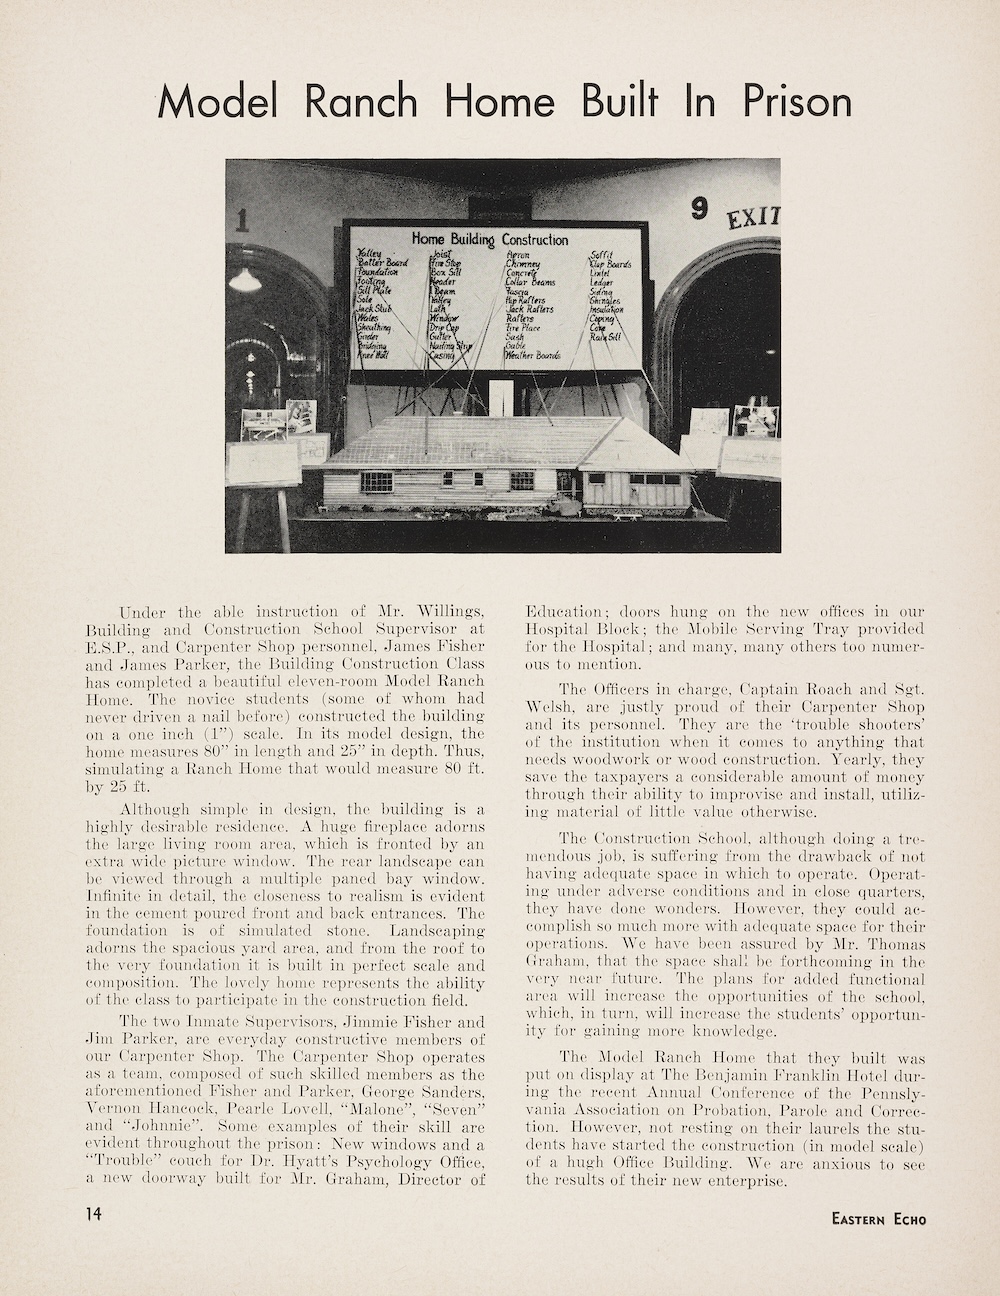 Model Ranch Home Built In Prison
1
9
EXIT
Home Building Construction
Valley
Batter Board
Foundation
Footing
Sill Plate
Sole
Jack Stub
Wales
Sheathing
Girder
Bridging
Knee Wall
Joist
Fire Stop
Box Sill
Header
I Beam
Valley
Lath
Window
Drip Cap
Gutter
Nailing Strip
Casing
Apron
Chimney
Concrete
Collar Beams
Fascia
Hip Rafters
Jack Rafters
Rafters
Fire Place
Sash
Gable
Weather Boards
Soffit
Clap Boards
Lintel
Ledger
Siding
Shingles
Insulation
Coping
Cove
Rain Sill
Under the able instruction of Mr. Willings,
Building and Construction School Supervisor at
E.S.P., and Carpenter Shop personnel, James Fisher
and James Parker, the Building Construction Class
has completed a beautiful eleven-room Model Ranch
Home. The novice students (some of whom had
never driven a nail before) constructed the building
on a one inch (1”) scale. In its model design, the
home measures 80” in length and 25” in depth. Thus,
simulating a Ranch Home that would measure 80 ft.
by 25 ft.
Although simple in design, the building is a
highly desirable residence. A huge fireplace adorns
the large living room area, which is fronted by an
extra wide picture window. The rear landscape can
be viewed through a multiple paned bay window.
Infinite in detail, the closeness to realism is evident
in the cement poured front and back entrances. The
foundation is of simulated stone. Landscaping
adorns the spacious yard area, and from the roof to
the very foundation it is built in perfect scale and
composition. The lovely home represents the ability
of the class to participate in the construction field.
The two Inmate Supervisors, Jimmie Fisher and
Jim Parker, are everyday constructive members of
our Carpenter Shop. The Carpenter Shop operates
as a team, composed of such skilled members as the
aforementioned Fisher and Parker, George Sanders,
Vernon Hancock, Pearle Lovell, “Malone”, “Seven”
and “Johnnie”. Some examples of their skill are
evident throughout the prison: New windows and a
“Trouble” couch for Dr. Hyatt’s Psychology Office,
a new doorway built for Mr. Graham, Director of
Education; doors hung on the new offices in our
Hospital Block; the Mobile Serving Tray provided
for the Hospital; and many, many others too numer-
ous to mention.
The Officers in charge, Captain Roach and Sgt.
Welsh, are justly proud of their Carpenter Shop
and its personnel. They are the ‘trouble shooters’
of the institution when it comes to anything that
needs woodwork or wood construction. Yearly, they
save the taxpayers a considerable amount of money
through their ability to improvise and install, utiliz-
ing material of little value otherwise.
The Construction School, although doing a tre-
mendous job, is suffering from the drawback of not
having adequate space in which to operate. Operat-
ing under adverse conditions and in close quarters,
they have done wonders. However, they could ac-
complish so much more with adequate space for their
operations. We have been assured by Mr. Thomas
Graham, that the space shall be forthcoming in the
very near future. The plans for added functional
area will increase the opportunities of the school,
which, in turn, will increase the students’ opportun-
ity for gaining more knowledge.
The Model Ranch Home that they built was
put on display at The Benjamin Franklin Hotel dur-
ing the recent Annual Conference of the Pennsly-
vania Association on Probation, Parole and Correc-
tion. However, not resting on their laurels the stu-
dents have started the construction (in model scale)
of a hugh Office Building. We are anxious to see
the results of their new enterprise.
14
EASTERN ECHO